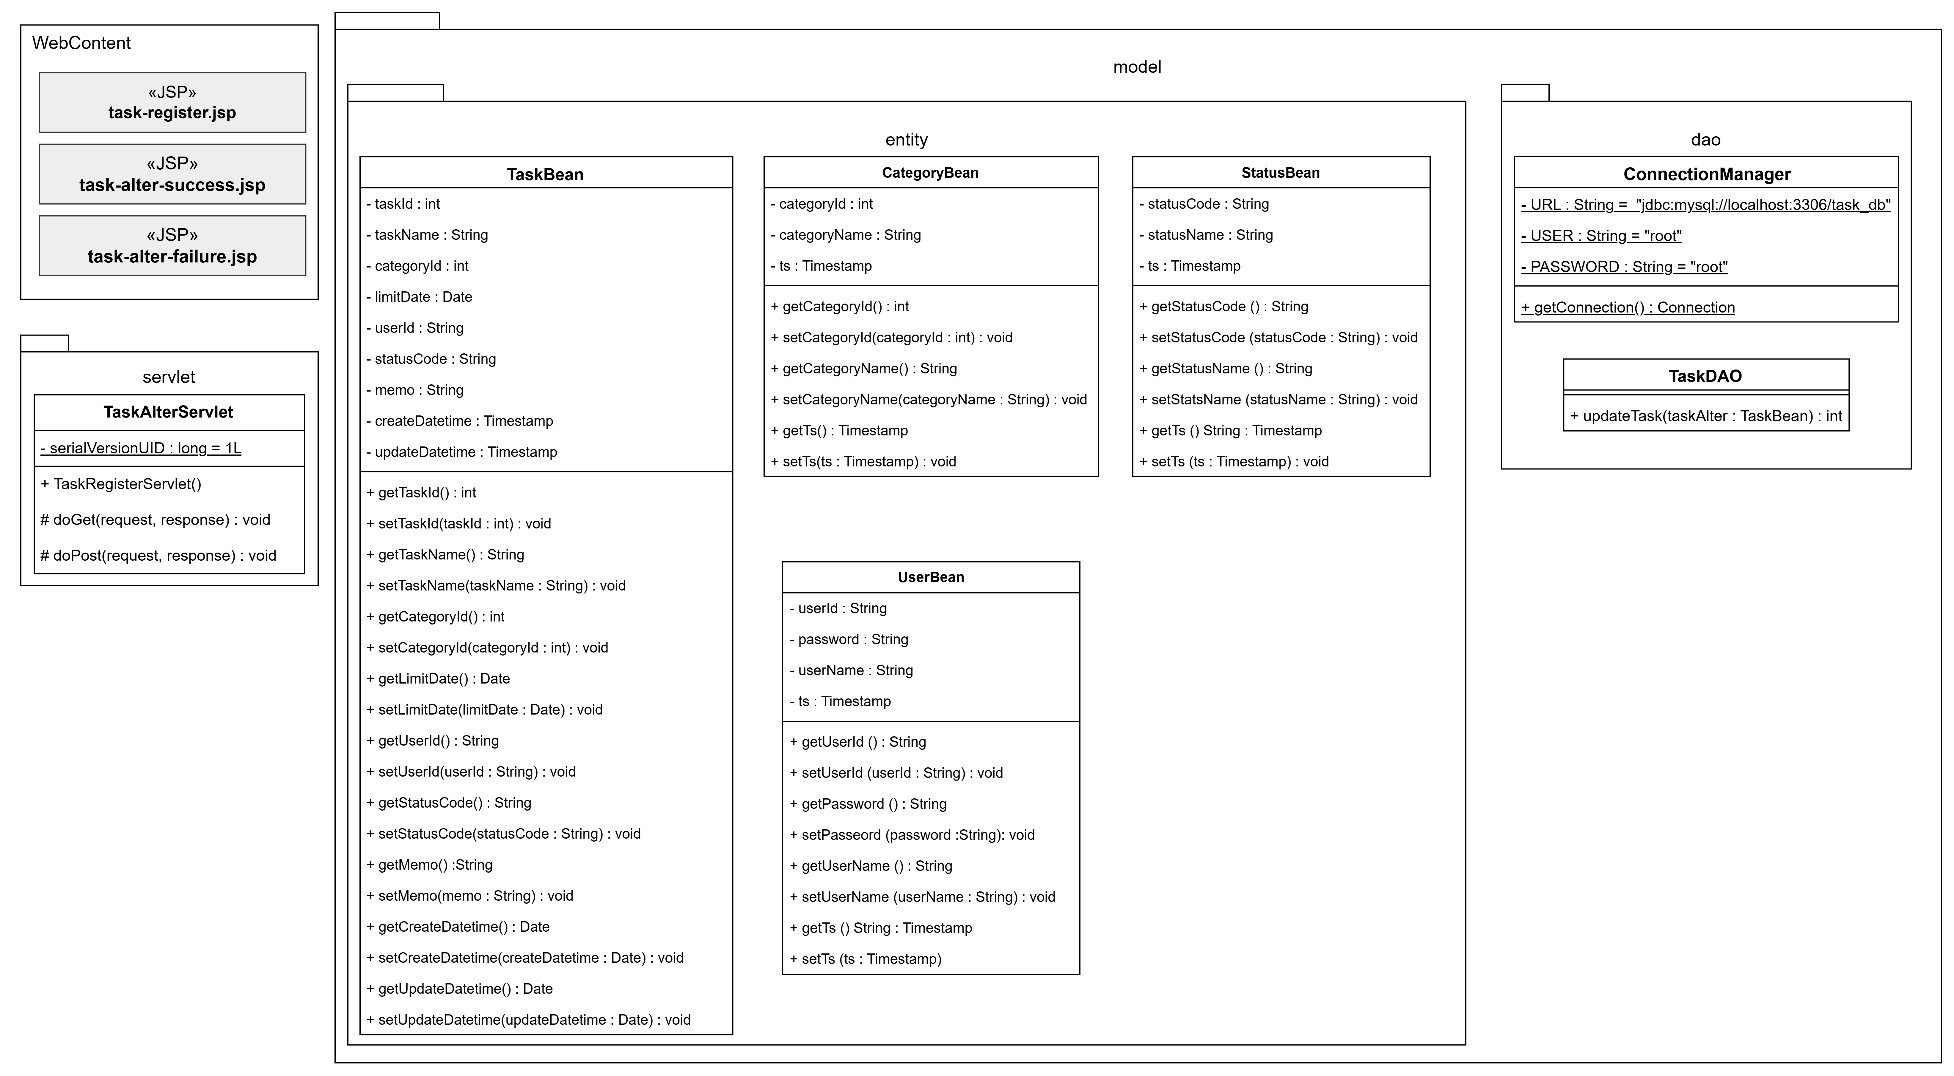 WebContent
«JSP»
task-register.jsp
«JSP»
task-alter-success.jsp
«JSP»
task-alter-failure.jsp
servlet
TaskAlterServlet
- serialVersionUID : long = 1L
+ TaskRegisterServlet()
# doGet(request, response) : void
# doPost(request, response) : void
model
entity
TaskBean
- taskId : int
- taskName : String
- categoryId : int
- limitDate : Date
- userId : String
- statusCode : String
- memo : String
- createDatetime : Timestamp
- updateDatetime : Timestamp
+ getTaskId() : int
+ setTaskId(taskId : int) : void
+ getTaskName() : String
+ setTaskName(taskName : String) : void
+ getCategoryId() : int
+ setCategoryId(categoryId : int) : void
+ getLimitDate() : Date
+ setLimitDate(limitDate : Date) : void
+ getUserId() : String
+ setUserId(userId : String) : void
+ getStatusCode() : String
+ setStatusCode(statusCode : String) : void
+ getMemo() :String
+ setMemo(memo : String) : void
+ getCreateDatetime() : Date
+ setCreateDatetime(createDatetime : Date) : void
+ getUpdateDatetime() : Date
+ setUpdateDatetime(updateDatetime : Date) : void
CategoryBean
- categoryId : int
- categoryName : String
- ts : Timestamp
+ getCategoryId() : int
+ setCategoryId(categoryId : int) : void
+ getCategoryName() : String
+ setCategoryName(categoryName : String) : void
+ getTs() : Timestamp
+ setTs(ts : Timestamp) : void
StatusBean
- statusCode : String
- statusName : String
- ts : Timestamp
+ getStatusCode () : String
+ setStatusCode (statusCode : String) : void
+ getStatusName () : String
+ setStatsName (statusName : String) : void
+ getTs () String : Timestamp
+ setTs (ts : Timestamp) : void
UserBean
- userId : String
- password : String
- userName : String
- ts : Timestamp
+ getUserId () : String
+ setUserId (userId : String) : void
+ getPassword () : String
+ setPasseord (password :String): void
+ getUserName () : String
+ setUserName (userName : String) : void
+ getTs () String : Timestamp
+ setTs (ts : Timestamp)
dao
ConnectionManager
- URL : String =  "jdbc:mysql://localhost:3306/task_db"
- USER : String = "root"
- PASSWORD : String = "root"
+ getConnection() : Connection
TaskDAO
+ updateTask(taskAlter : TaskBean) : int